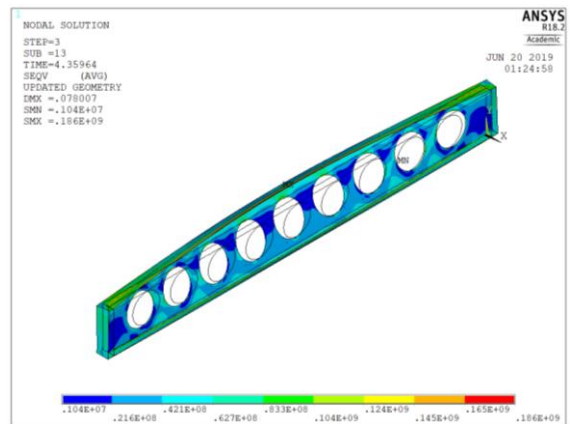 1
NODAL SOLUTION
STEP=3
SUB =13
TIME=4.35964
SEQV (AVG)
UPDATED GEOMETRY
DMX =.078007
SMN =.104E+07
SMX =.186E+09
ANSYS
R18.2
Academic
JUN 20 2019
01:24:58
X
MN
.104E+07 .216E+08 .421E+08 .627E+08 .833E+08 .104E+09 .124E+09 .145E+09 .165E+09 .186E+09